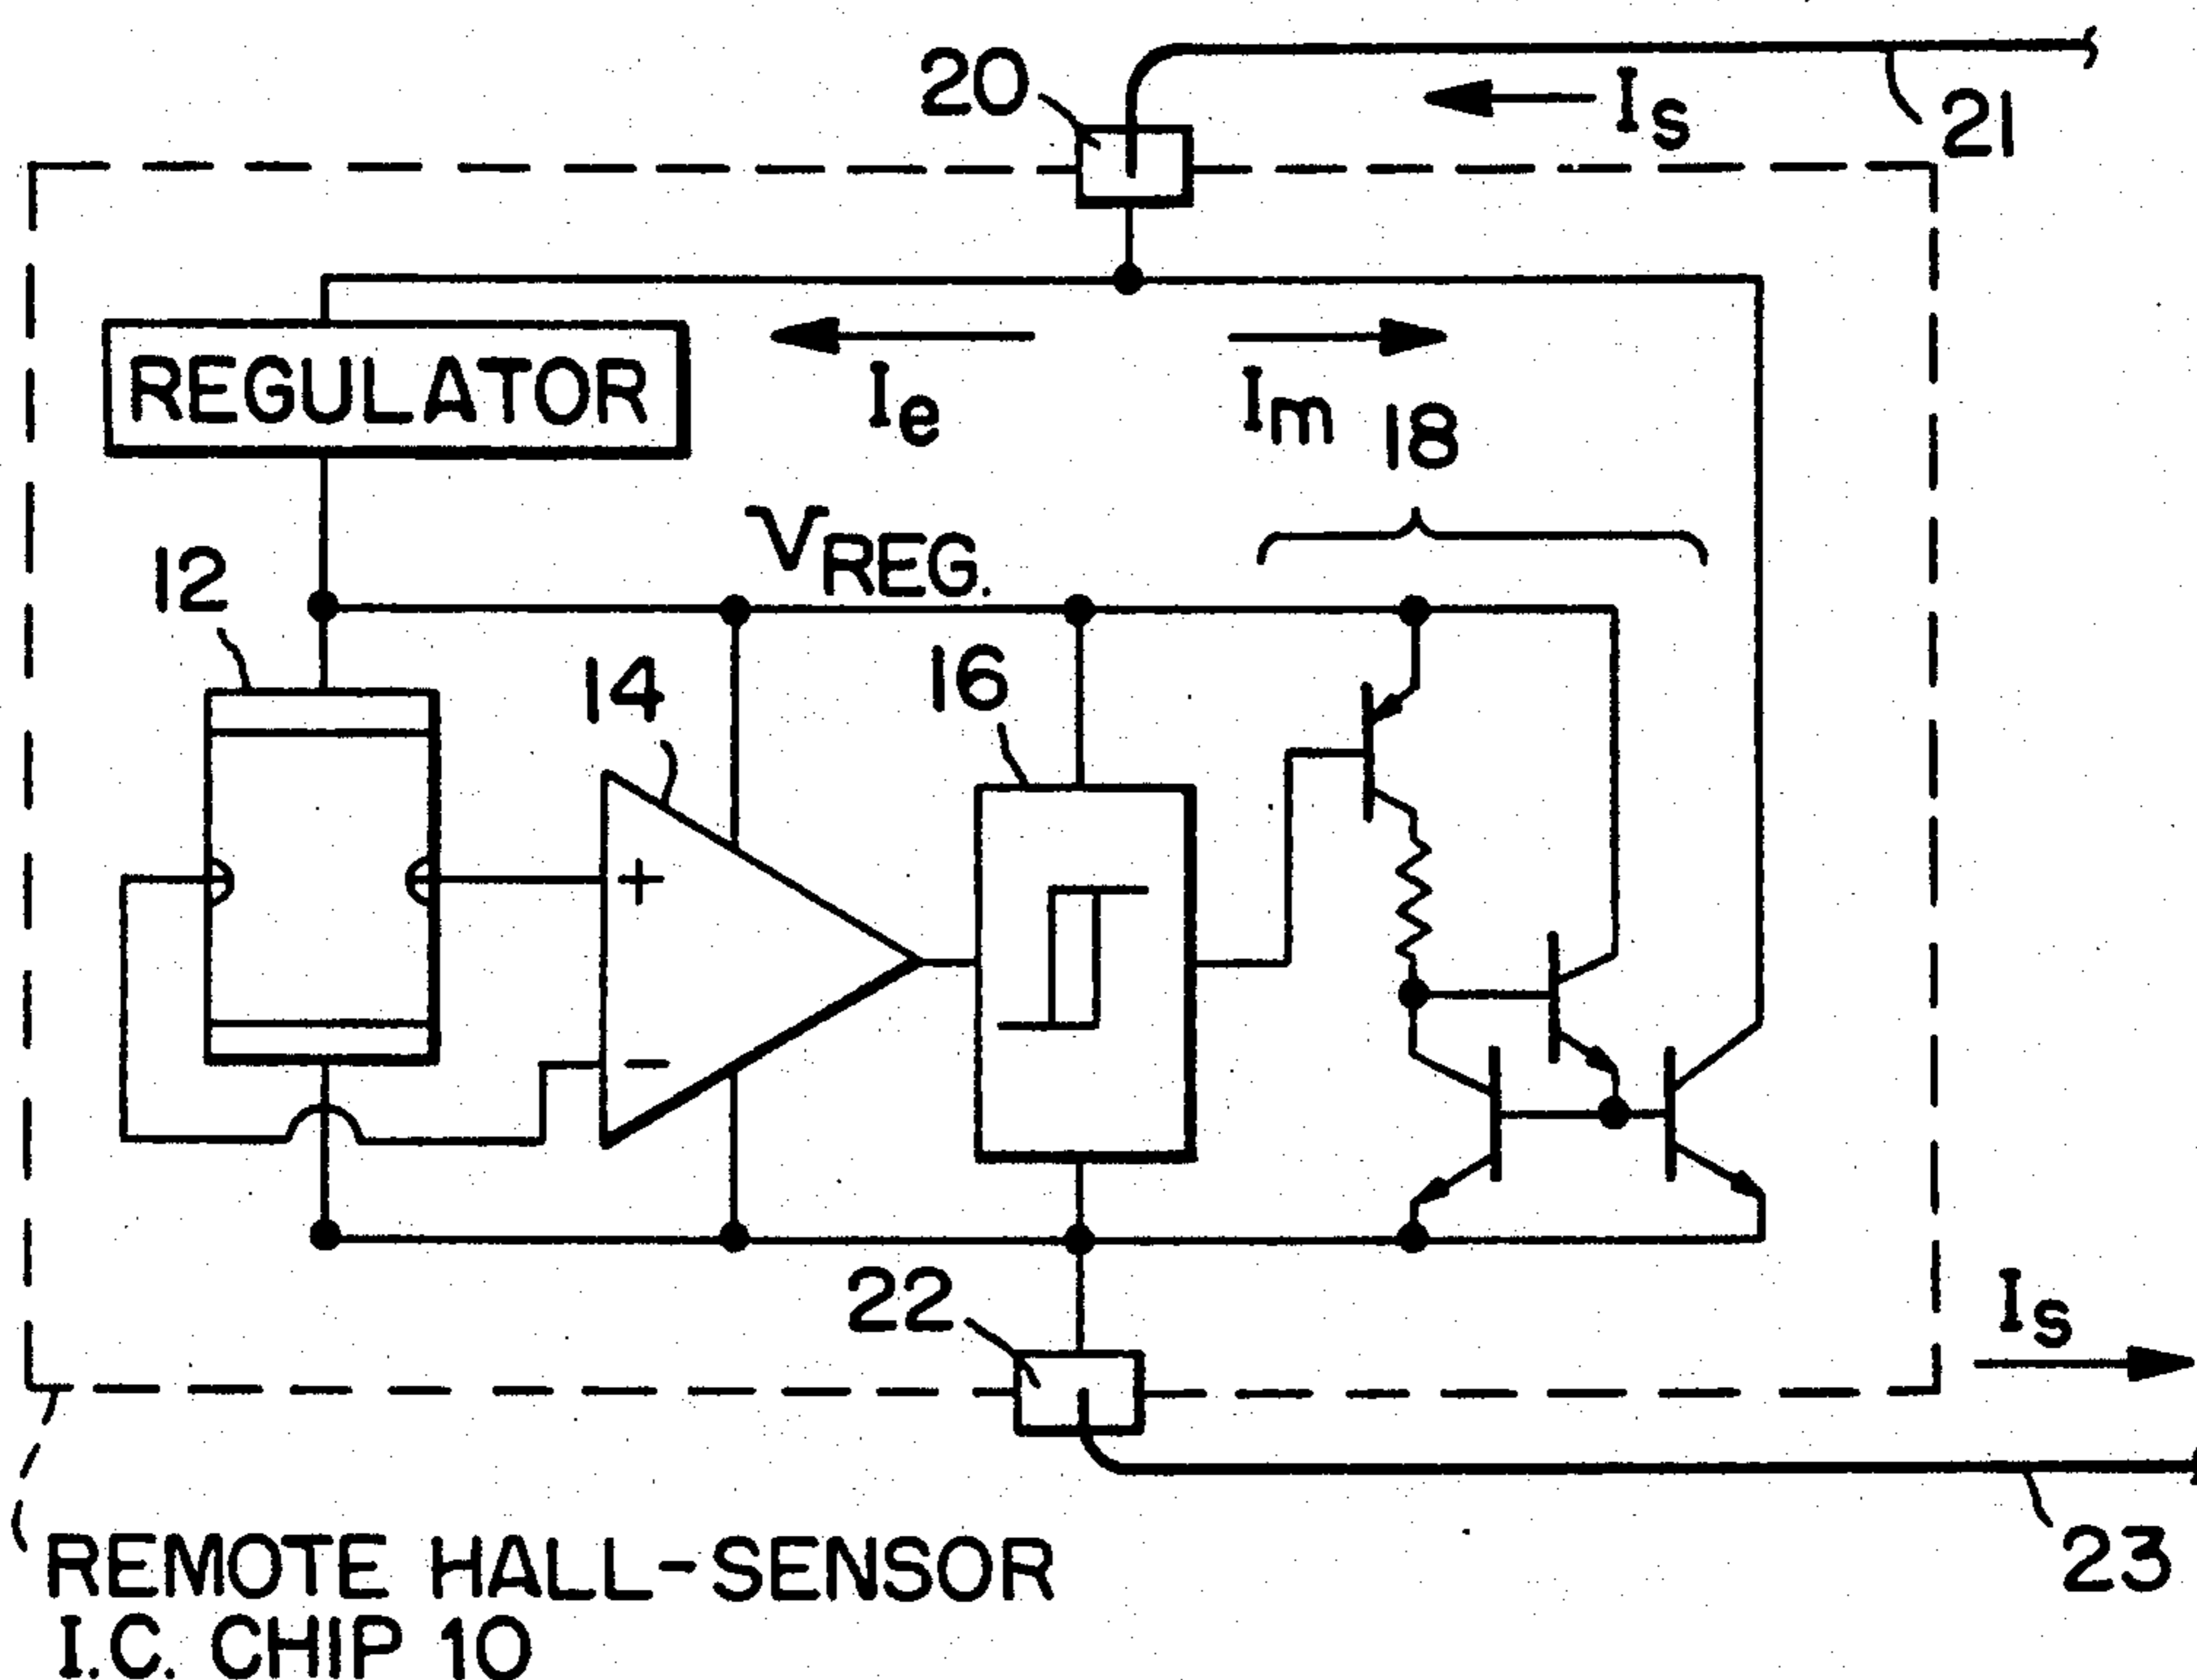 20
Is
21
REGULATOR
Ie
Im
18
VREG.
12
14
16
+
-
22
Is
23
REMOTE HALL-SENSOR
I.C. CHIP 10